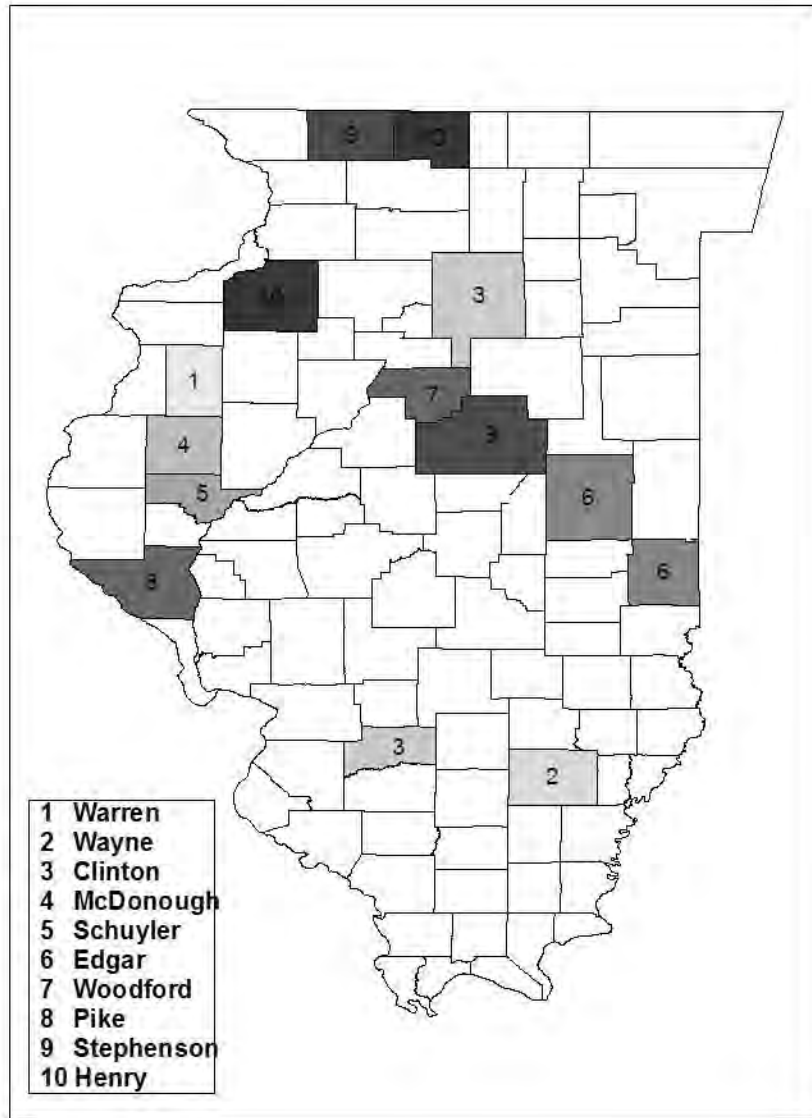 9
10
3
1
7
9
4
5
6
8
6
3
2
1 Warren
2 Wayne
3 Clinton
4 McDonough
5 Schuyler
6 Edgar
7 Woodford
8 Pike
9 Stephenson
10 Henry